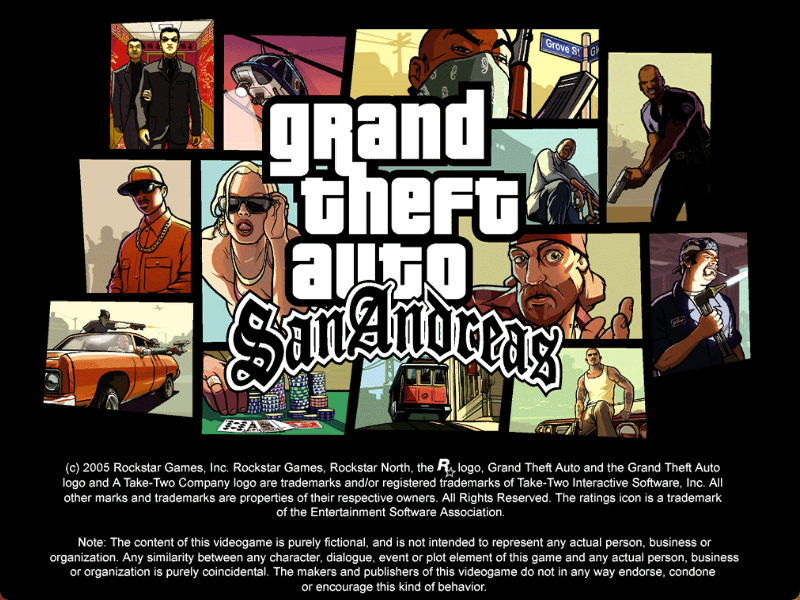 Grove St
grand
theft
auto
San Andreas
(c) 2005 Rockstar Games, Inc. Rockstar Games, Rockstar North, the R logo, Grand Theft Auto and the Grand Theft Auto
logo and A Take-Two Company logo are trademarks and/or registered trademarks of Take-Two Interactive Software, Inc. All
other marks and trademarks are properties of their respective owners. All Rights Reserved. The ratings icon is a trademark
of the Entertainment Software Association.
Note: The content of this videogame is purely fictional, and is not intended to represent any actual person, business or
organization. Any similarity between any character, dialogue, event or plot element of this game and any actual person, business
or organization is purely coincidental. The makers and publishers of this videogame do not in any way endorse, condone
or encourage this kind of behavior.